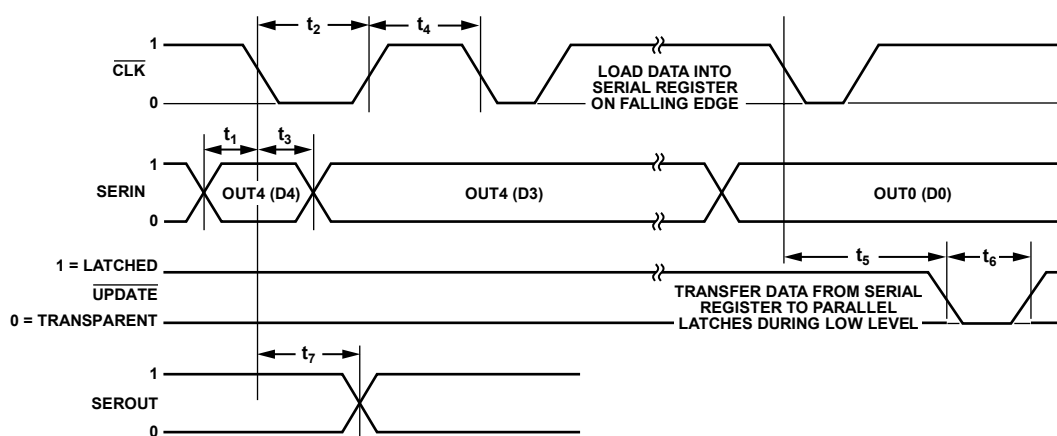 t2
t4
1
CLK
0
LOAD DATA INTO
SERIAL REGISTER
ON FALLING EDGE
t1
t3
1
SERIN
0
OUT4 (D4)
OUT4 (D3)
OUT0 (D0)
t5
t6
1 = LATCHED
UPDATE
0 = TRANSPARENT
TRANSFER DATA FROM SERIAL
REGISTER TO PARALLEL
LATCHES DURING LOW LEVEL
t7
1
SEROUT
0